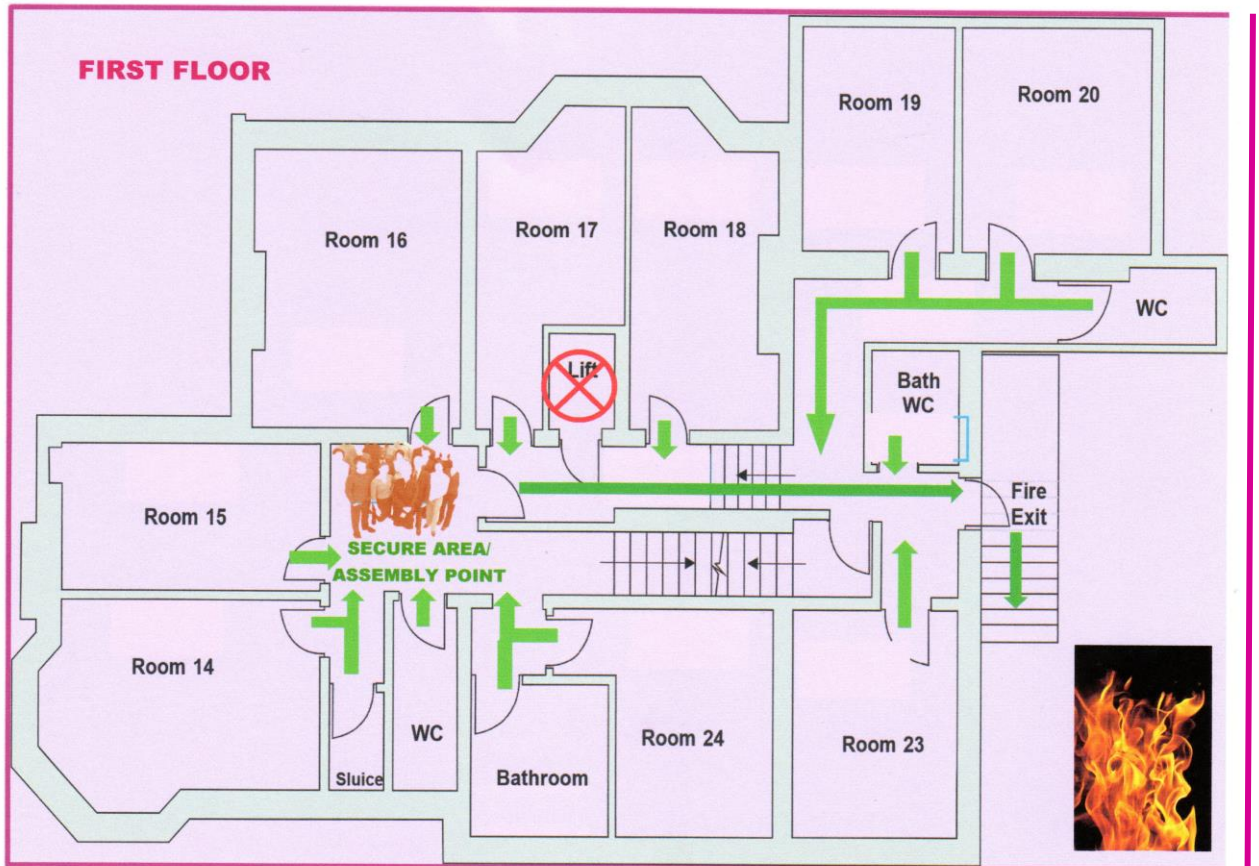 FIRST FLOOR
Room 19
Room 20
Room 16
Room 17
Room 18
WC
Lift
Bath
WC
Room 15
Fire
Exit
SECURE AREA/
ASSEMBLY POINT
Room 14
WC
Room 24
Room 23
Sluice
Bathroom